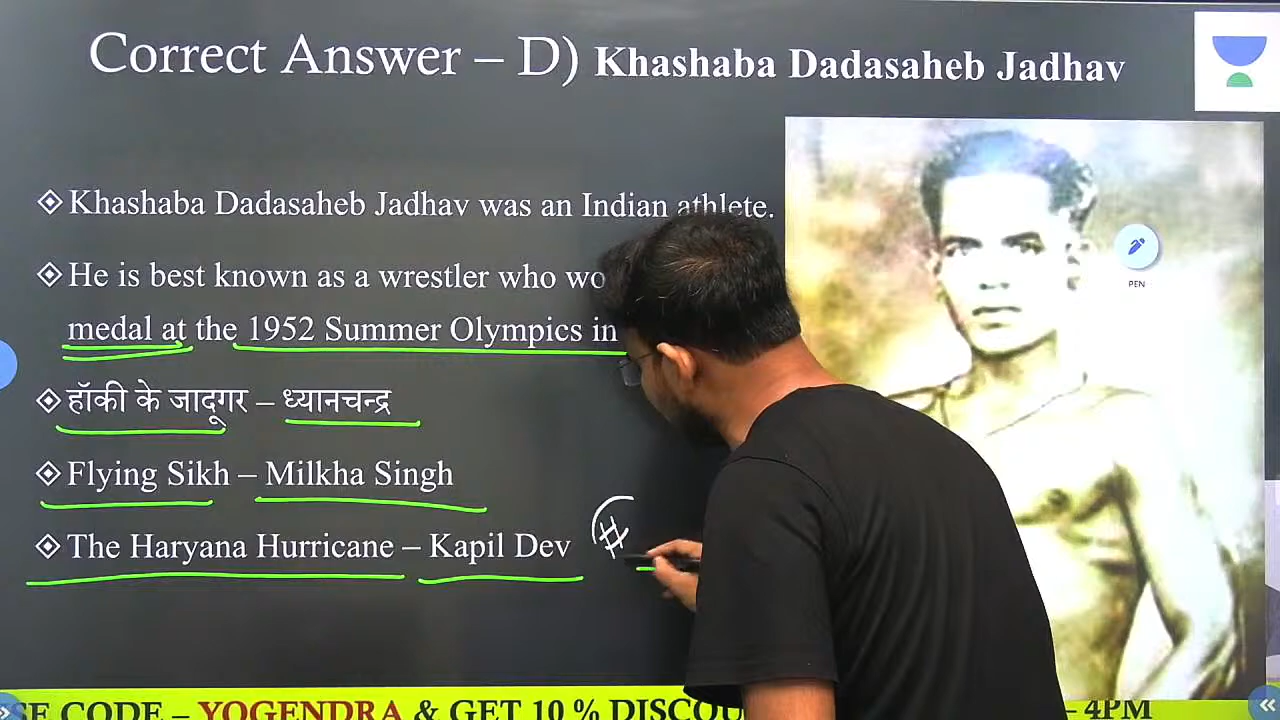 Correct Answer – D) Khashaba Dadasaheb Jadhav
Khashaba Dadasaheb Jadhav was an Indian athlete.
He is best known as a wrestler who wo
medal at the 1952 Summer Olympics in
हॉकी के जादूगर – ध्यानचन्द्र
Flying Sikh – Milkha Singh
The Haryana Hurricane – Kapil Dev
(#
PEN
SE CODE – YOGENDRA & GET 10 % DISCOU
– 4PM